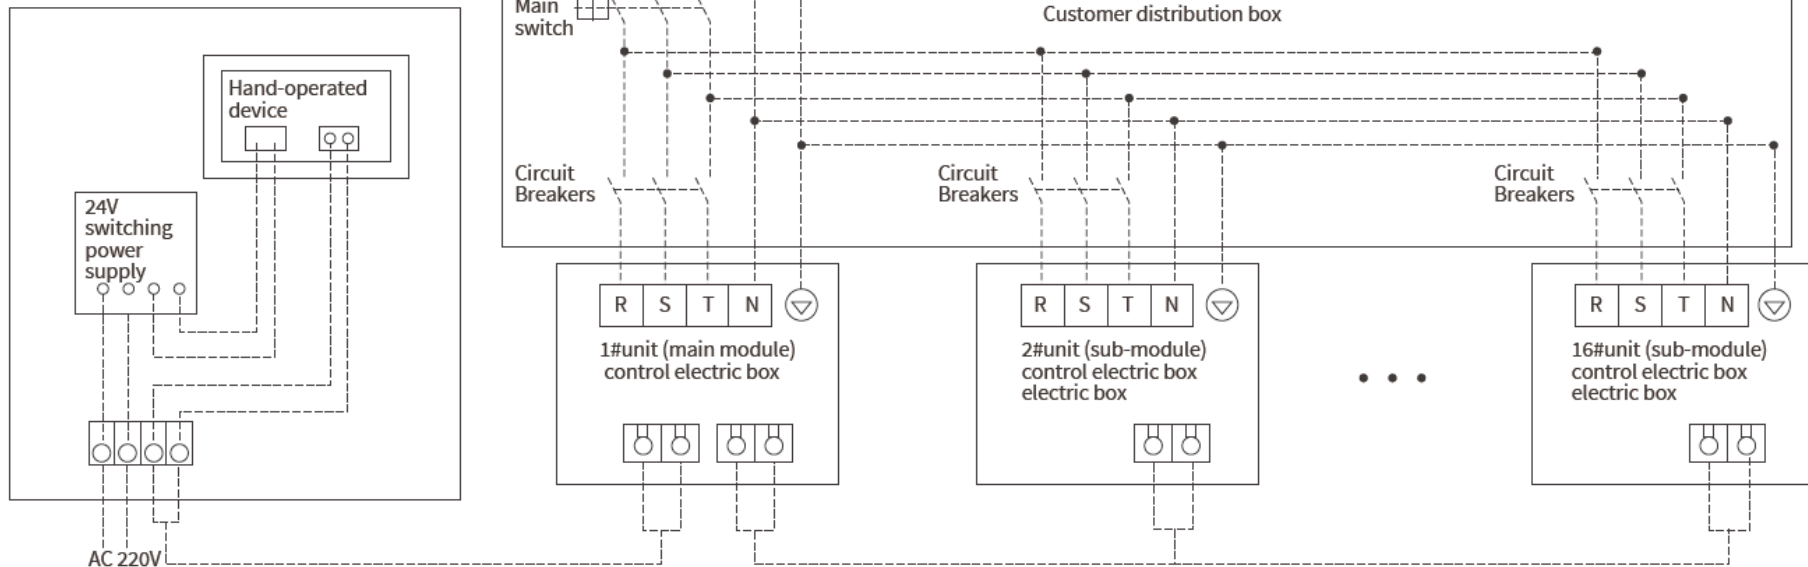 Main
switch
Customer distribution box
Hand-operated
device
24V
switching
power
supply
AC 220V
Circuit
Breakers
Circuit
Breakers
Circuit
Breakers
R S T N
1#unit (main module)
control electric box
R S T N
2#unit (sub-module)
control electric box
electric box
R S T N
16#unit (sub-module)
control electric box
electric box